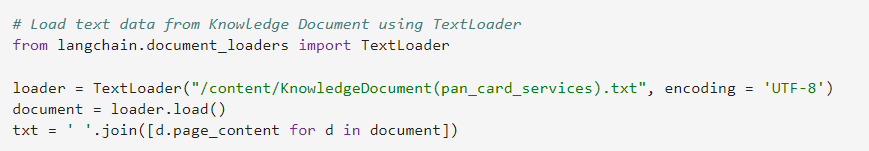 # Load text data from Knowledge Document using TextLoader
from langchain.document_loaders import TextLoader
loader = TextLoader("/content/KnowledgeDocument(pan_card_services).txt", encoding = 'UTF-8')
document = loader.load()
txt = ' '.join([d.page_content for d in document])